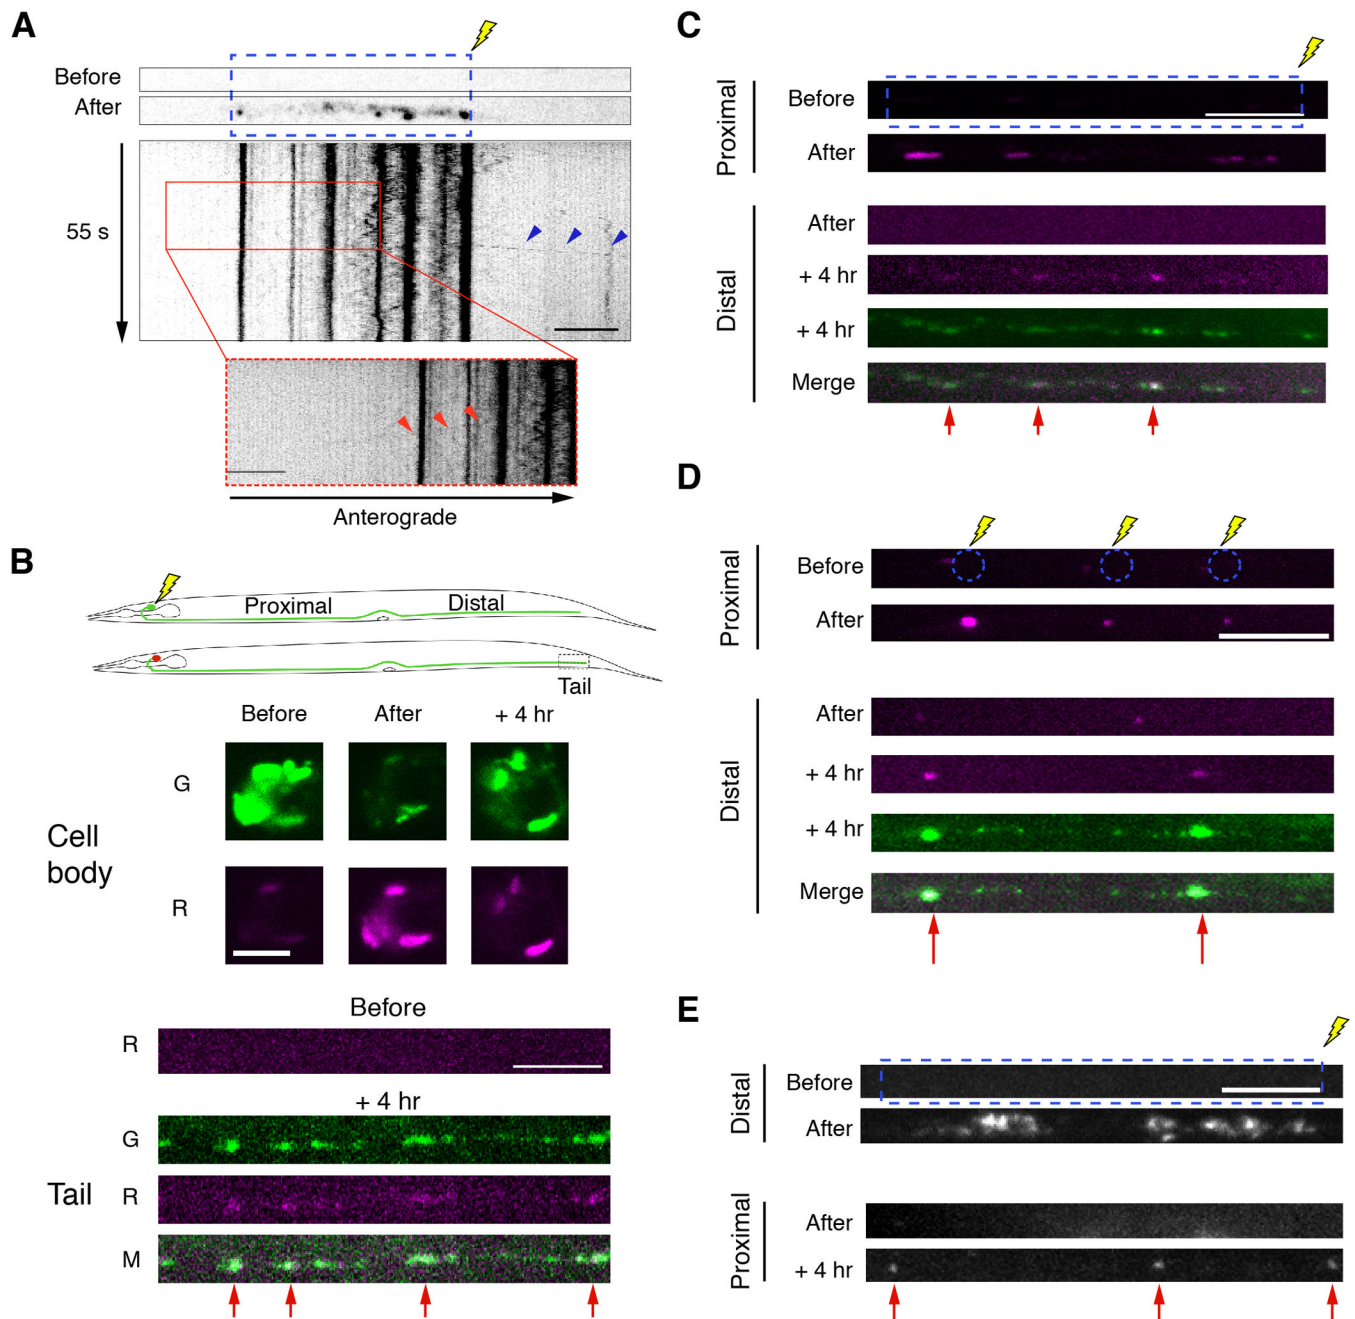 A
Before
After
55 s
Anterograde
B
Proximal
Distal
Tail
Before
After
+ 4 hr
G
Cell
body
R
Before
R
+ 4 hr
G
Tail
R
M
C
Proximal
Before
After
Distal
After
+ 4 hr
+ 4 hr
Merge
D
Proximal
Before
After
Distal
After
+ 4 hr
+ 4 hr
Merge
E
Distal
Before
After
Proximal
After
+ 4 hr